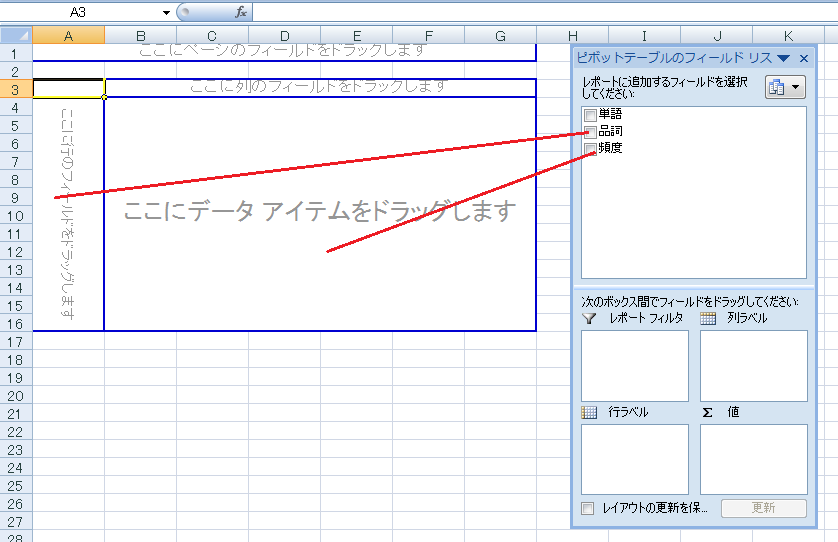 A3
fx
A B C D E F G H I J K
1
ここにページのフィールドをドラッグします
2
3
ここに列のフィールドをドラッグします
4
5
6
7
8
9
10
11
12
13
14
15
16
17
18
19
20
21
22
23
24
25
26
27
28
ここに行のフィールドをドラッグします
ここにデータ アイテムをドラッグします
ピボットテーブルのフィールド リス
レポートに追加するフィールドを選択
してください:
単語
品詞
頻度
次のボックス間でフィールドをドラッグしてください:
レポート フィルタ
列ラベル
行ラベル
Σ 値
レイアウトの更新を保...
更新